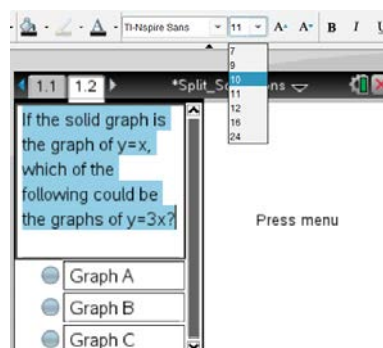 A TI-Nspire Sans 11 A A B I
7
9
10
11
12
16
24
1.1 1.2 *Split_S ns
If the solid graph is
the graph of y=x,
which of the
following could be
the graphs of y=3x?
Press menu
Graph A
Graph B
Graph C